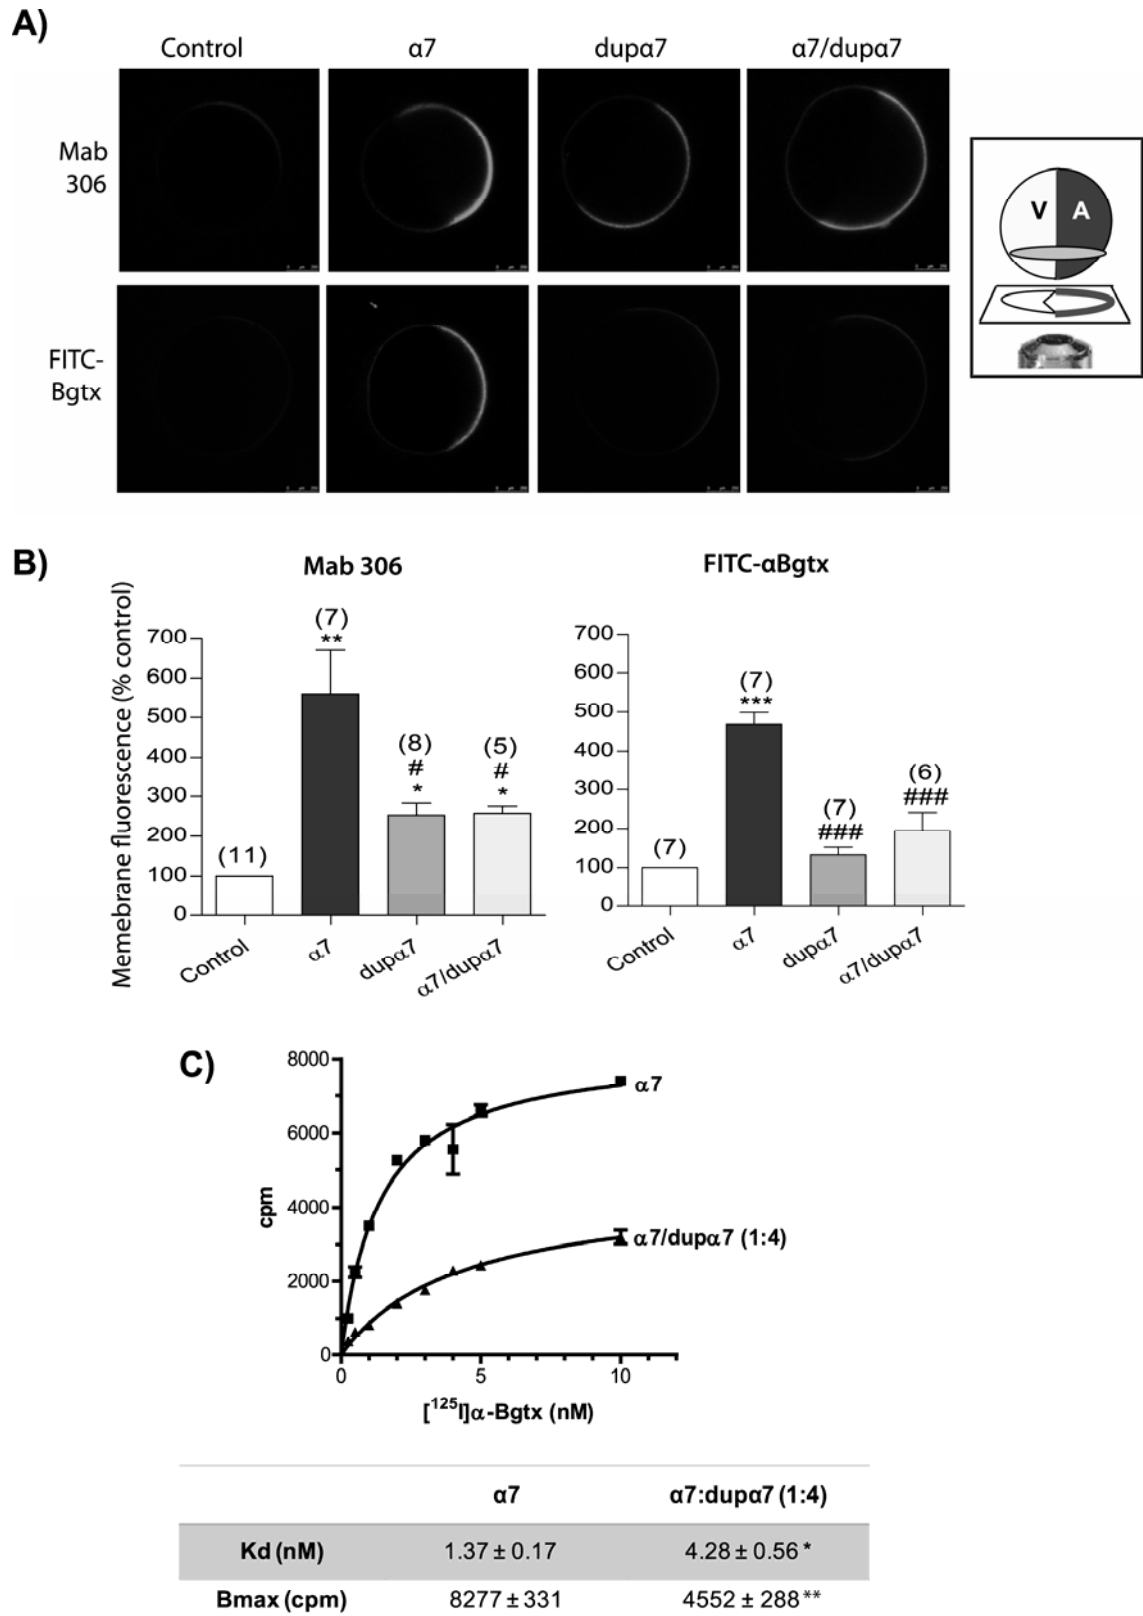 A)
Control α7 dupα7 α7/dupα7
Mab
306
V A
FITC-
Bgtx
B)
Mab 306
FITC-αBgtx
Memebrane fluorescence (% control)
700
600
500
400
300
200
100
0
(11)
(7)
**
(8)
#
*
(5)
#
*
Control
α7
dupα7
α7/dupα7
700
600
500
400
300
200
100
0
(7)
(7)
***
(7)
###
(6)
###
Control
α7
dupα7
α7/dupα7
C)
cpm
8000
6000
4000
2000
0
0 5 10
α7
α7/dupα7 (1:4)
[¹²⁵I]α-Bgtx (nM)
α7 α7:dupα7 (1:4)
Kd (nM) 1.37 ± 0.17 4.28 ± 0.56 *
Bmax (cpm) 8277 ± 331 4552 ± 288 **